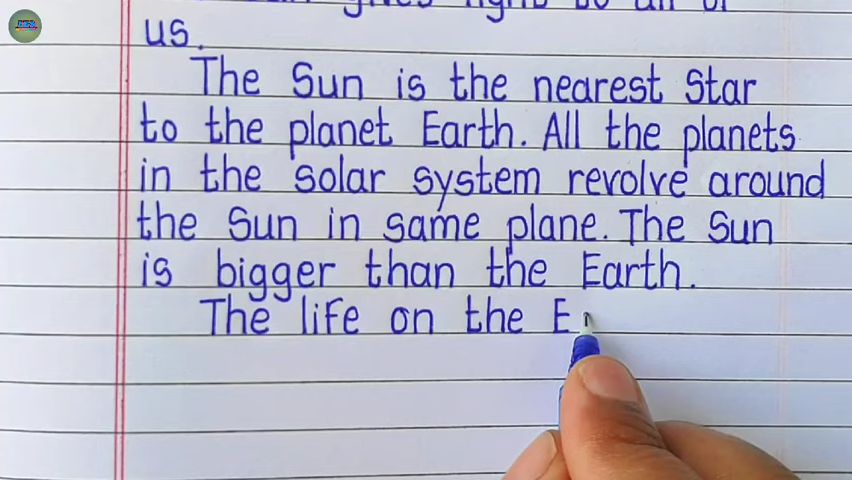 us.
The Sun is the nearest Star
to the planet Earth. All the planets
in the solar system revolve around
the Sun in same plane. The Sun
is bigger than the Earth.
The life on the E